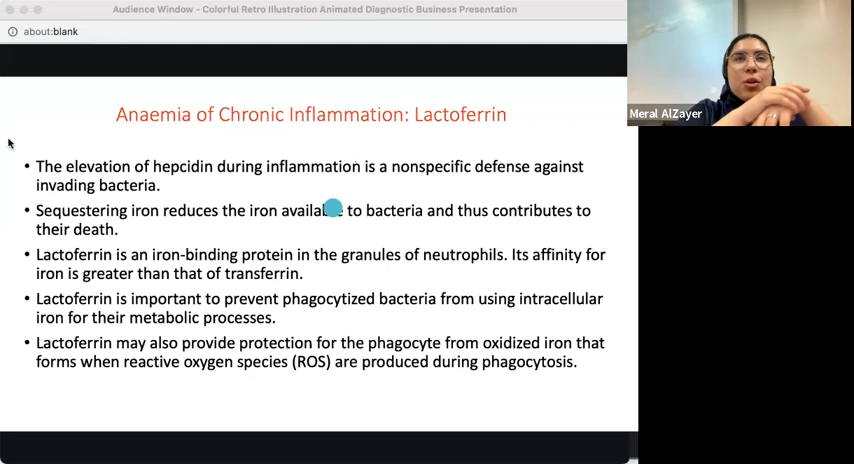 Audience Window - Colorful Retro Illustration Animated Diagnostic Business Presentation
about:blank
Meral AlZayer
Anaemia of Chronic Inflammation: Lactoferrin
• The elevation of hepcidin during inflammation is a nonspecific defense against
invading bacteria.
• Sequestering iron reduces the iron to bacteria and thus contributes to
their death.
• Lactoferrin is an iron-binding protein in the granules of neutrophils. Its affinity for
iron is greater than that of transferrin.
• Lactoferrin is important to prevent phagocytized bacteria from using intracellular
iron for their metabolic processes.
• Lactoferrin may also provide protection for the phagocyte from oxidized iron that
forms when reactive oxygen species (ROS) are produced during phagocytosis.